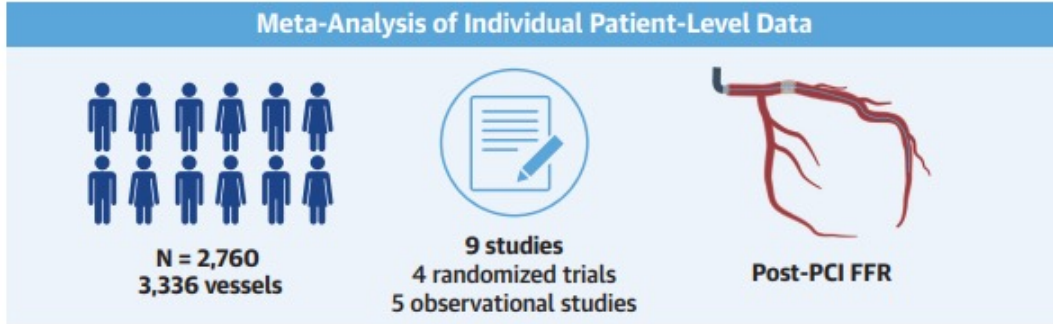 Meta-Analysis of Individual Patient-Level Data
N = 2,760
3,336 vessels
9 studies
4 randomized trials
5 observational studies
Post-PCI FFR